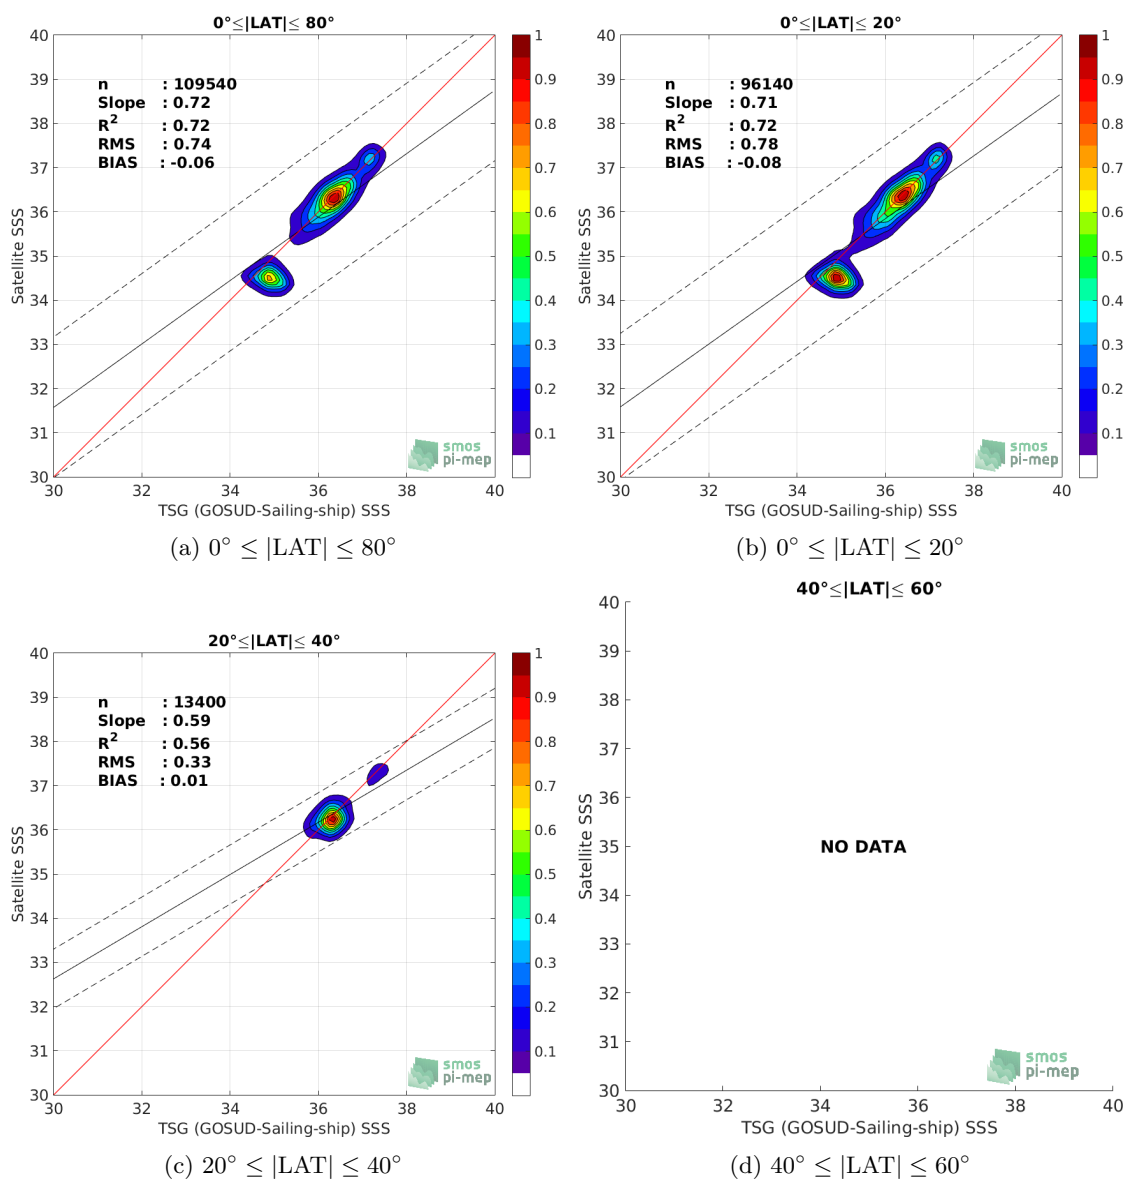 0°≤|LAT|≤ 80°
40
39
38
37
36
35
34
33
32
31
30
Satellite SSS
n : 109540
Slope : 0.72
R2 : 0.72
RMS : 0.74
BIAS : -0.06
smos
pi-mep
30 32 34 36 38 40
TSG (GOSUD-Sailing-ship) SSS
1
0.9
0.8
0.7
0.6
0.5
0.4
0.3
0.2
0.1
(a) 0° ≤ |LAT| ≤ 80°
0°≤|LAT|≤ 20°
40
39
38
37
36
35
34
33
32
31
30
Satellite SSS
n : 96140
Slope : 0.71
R2 : 0.72
RMS : 0.78
BIAS : -0.08
smos
pi-mep
30 32 34 36 38 40
TSG (GOSUD-Sailing-ship) SSS
1
0.9
0.8
0.7
0.6
0.5
0.4
0.3
0.2
0.1
(b) 0° ≤ |LAT| ≤ 20°
20°≤|LAT|≤ 40°
40
39
38
37
36
35
34
33
32
31
30
Satellite SSS
n : 13400
Slope : 0.59
R2 : 0.56
RMS : 0.33
BIAS : 0.01
smos
pi-mep
30 32 34 36 38 40
TSG (GOSUD-Sailing-ship) SSS
1
0.9
0.8
0.7
0.6
0.5
0.4
0.3
0.2
0.1
(c) 20° ≤ |LAT| ≤ 40°
40°≤|LAT|≤ 60°
40
39
38
37
36
35
34
33
32
31
30
Satellite SSS
NO DATA
smos
pi-mep
30 32 34 36 38 40
TSG (GOSUD-Sailing-ship) SSS
(d) 40° ≤ |LAT| ≤ 60°